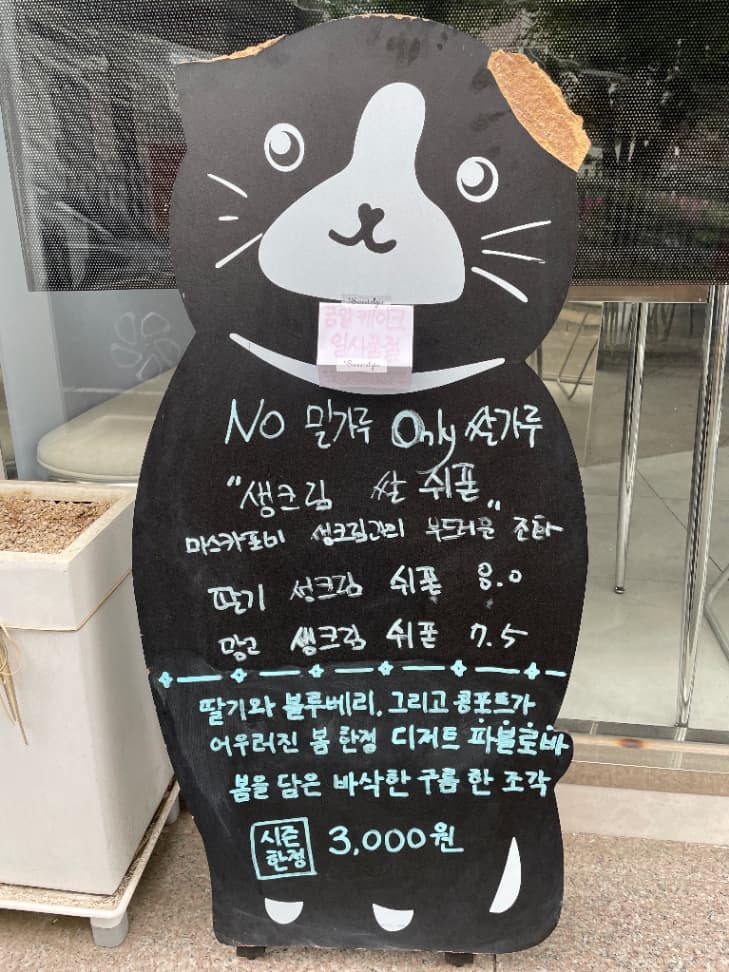 금일 케이크
일시품절
NO 밀가루 Only 쌀가루
"생크림 쌀 쉬폰"
마스카포네 생크림과의 부드러운 조화
딸기 생크림 쉬폰 8.0
망고 생크림 쉬폰 7.5
딸기와 블루베리, 그리고 콩포트가
어우러진 봄 한정 디저트 파블로바
봄을 담은 바삭한 구름 한 조각
시즌
한정 3,000원